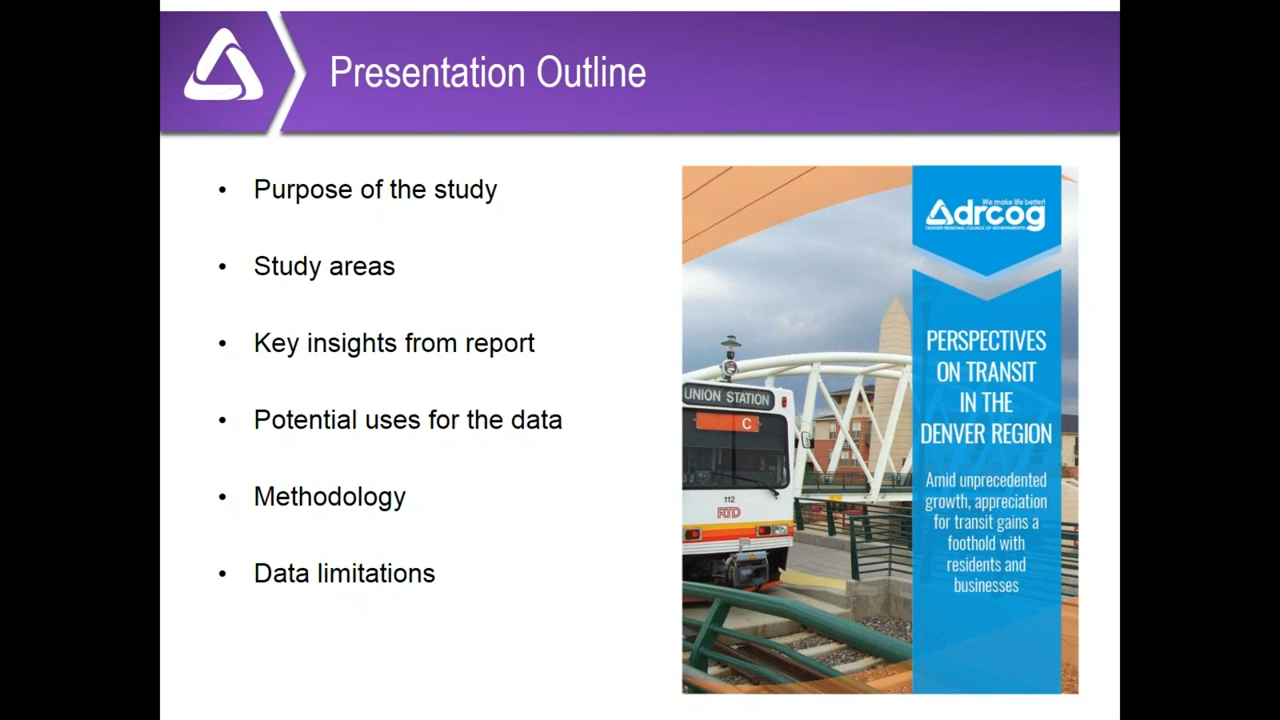 Presentation Outline
• Purpose of the study
• Study areas
• Key insights from report
• Potential uses for the data
• Methodology
• Data limitations
We make life better!
drcog
DENVER REGIONAL COUNCIL OF GOVERNMENTS
PERSPECTIVES
ON TRANSIT
IN THE
DENVER REGION
Amid unprecedented
growth, appreciation
for transit gains a
foothold with
residents and
businesses
UNION STATION
C
112
RTD